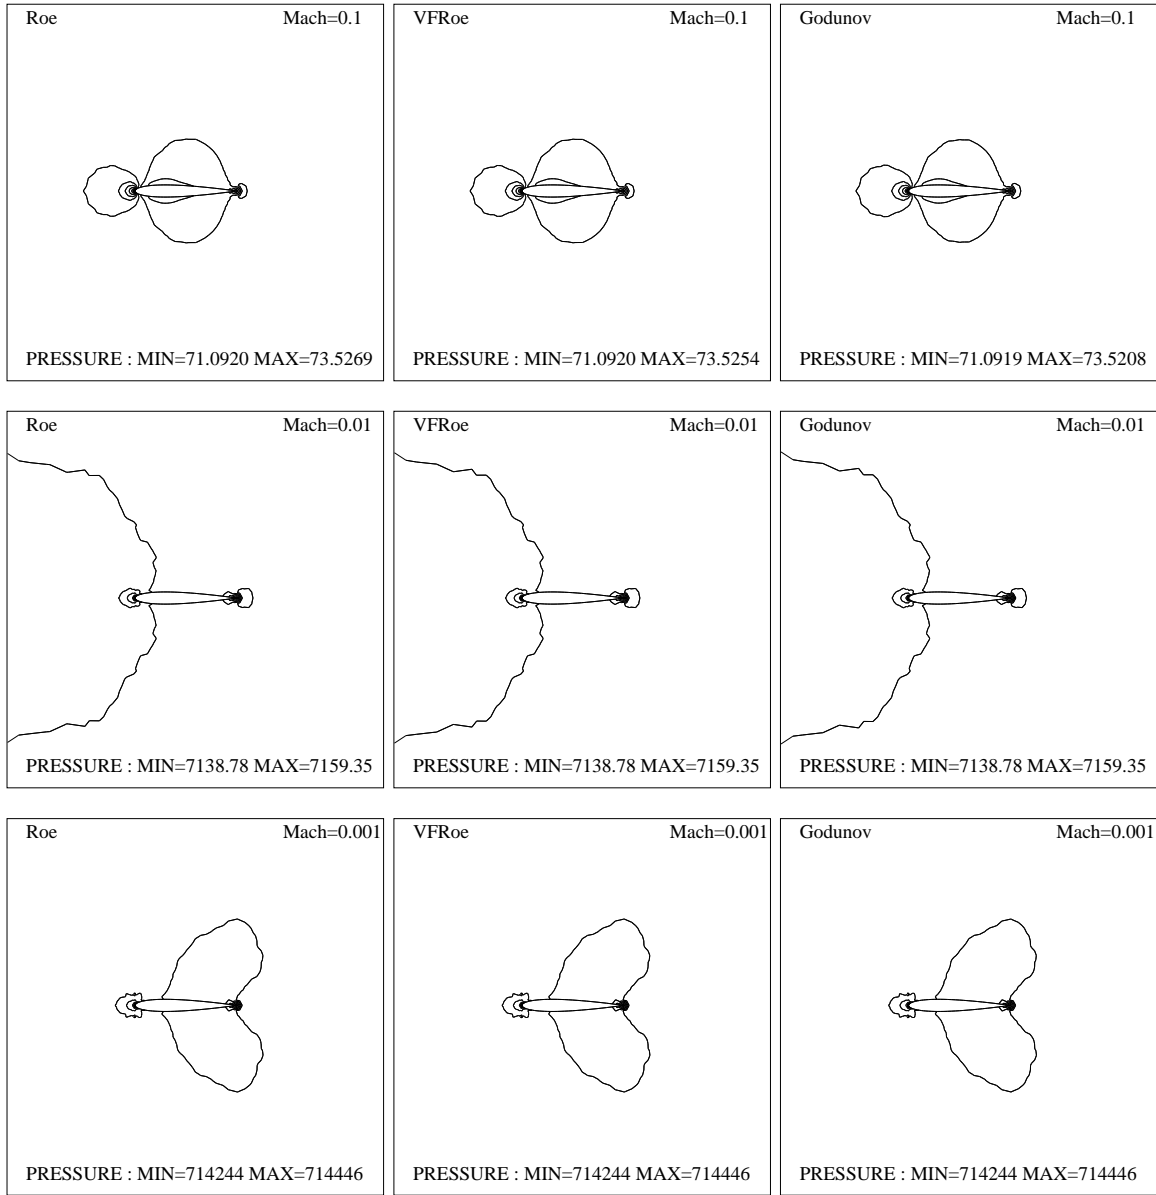 Roe Mach=0.1
PRESSURE : MIN=71.0920 MAX=73.5269
VFRoe Mach=0.1
PRESSURE : MIN=71.0920 MAX=73.5254
Godunov Mach=0.1
PRESSURE : MIN=71.0919 MAX=73.5208
Roe Mach=0.01
PRESSURE : MIN=7138.78 MAX=7159.35
VFRoe Mach=0.01
PRESSURE : MIN=7138.78 MAX=7159.35
Godunov Mach=0.01
PRESSURE : MIN=7138.78 MAX=7159.35
Roe Mach=0.001
PRESSURE : MIN=714244 MAX=714446
VFRoe Mach=0.001
PRESSURE : MIN=714244 MAX=714446
Godunov Mach=0.001
PRESSURE : MIN=714244 MAX=714446